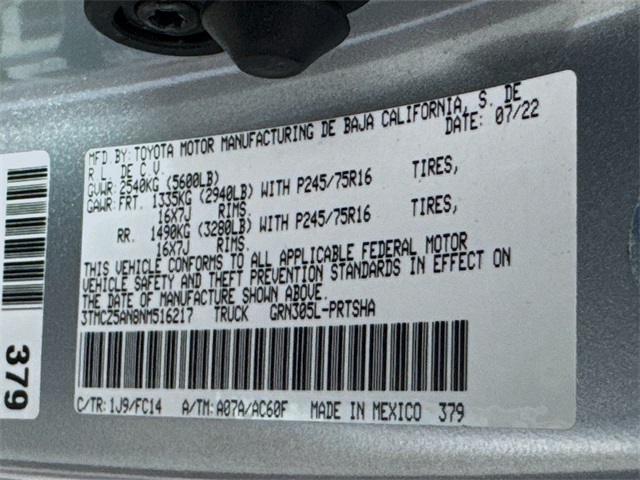 MFD BY: TOYOTA MOTOR MANUFACTURING DE BAJA CALIFORNIA, S. DE
R L. DE C.V. DATE: 07/22
GVWR: 2540KG (5600LB)
GAWR: FRT. 1335KG (2940LB) WITH P245/75R16 TIRES,
16X7J RIMS.
RR. 1490KG (3280LB) WITH P245/75R16 TIRES,
16X7J RIMS.
THIS VEHICLE CONFORMS TO ALL APPLICABLE FEDERAL MOTOR
VEHICLE SAFETY AND THEFT PREVENTION STANDARDS IN EFFECT ON
THE DATE OF MANUFACTURE SHOWN ABOVE.
3TMCZ5AN8NM516217 TRUCK GRN305L-PRTSHA
C/TR: 1J9/FC14 A/TM: A07A/AC60F MADE IN MEXICO 379
379